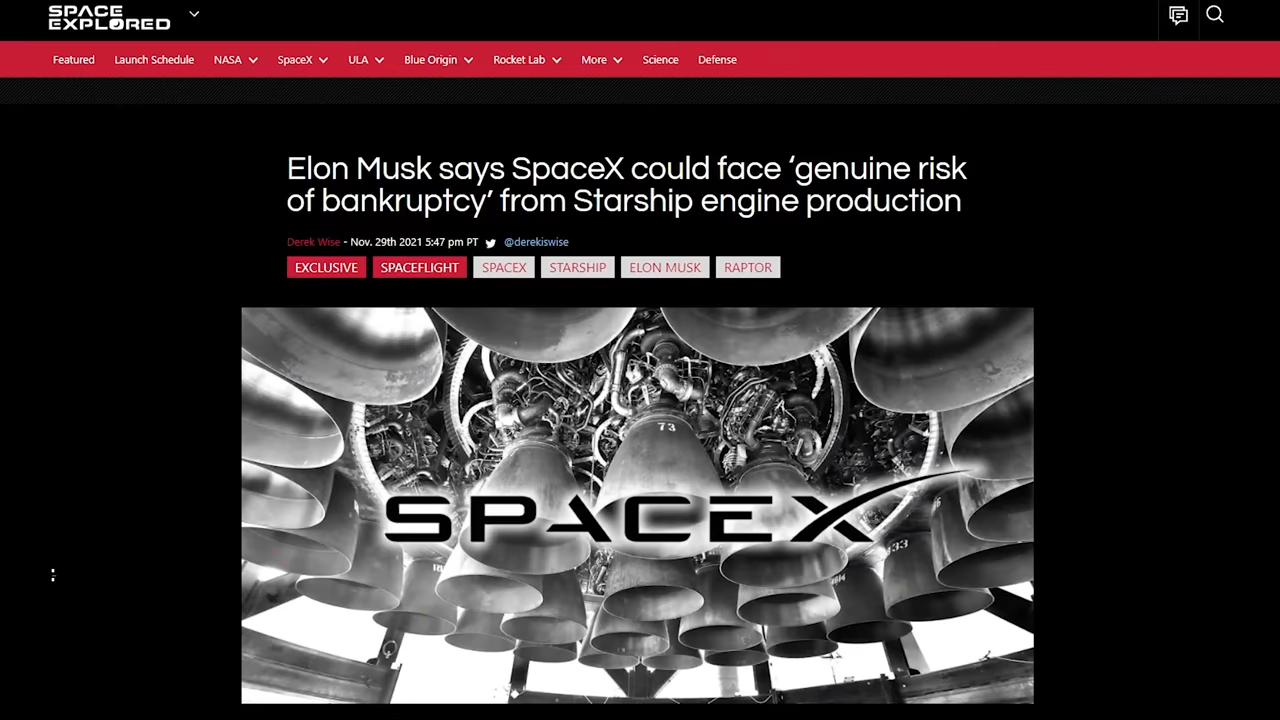 SPACE
EXPLORED
Featured Launch Schedule NASA SpaceX ULA Blue Origin Rocket Lab More Science Defense
Elon Musk says SpaceX could face ‘genuine risk
of bankruptcy’ from Starship engine production
Derek Wise - Nov. 29th 2021 5:47 pm PT @derekiswise
EXCLUSIVE SPACEFLIGHT SPACEX STARSHIP ELON MUSK RAPTOR
73
SPACEX